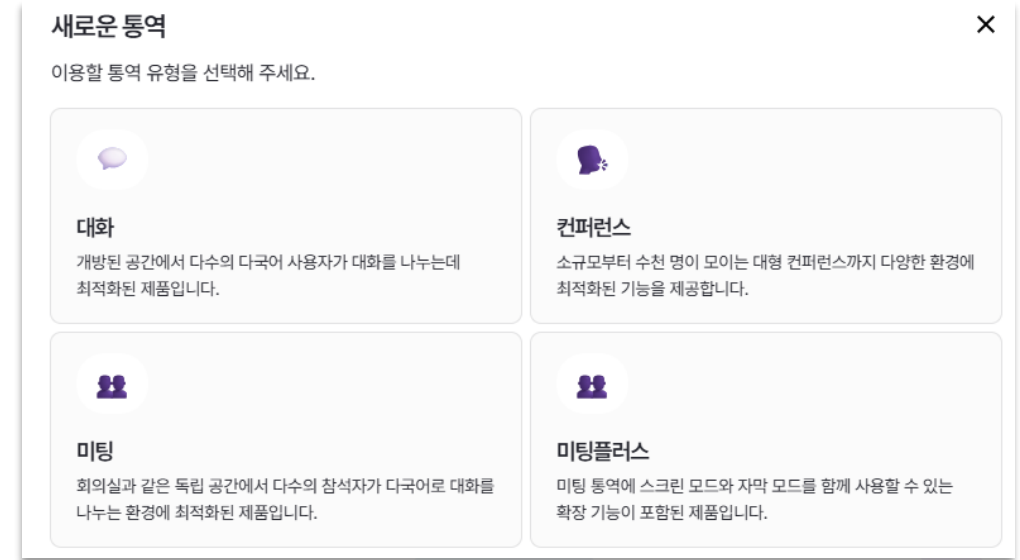 새로운 통역
이용할 통역 유형을 선택해 주세요.
대화
개방된 공간에서 다수의 다국어 사용자가 대화를 나누는데
최적화된 제품입니다.
컨퍼런스
소규모부터 수천 명이 모이는 대형 컨퍼런스까지 다양한 환경에
최적화된 기능을 제공합니다.
미팅
회의실과 같은 독립 공간에서 다수의 참석자가 다국어로 대화를
나누는 환경에 최적화된 제품입니다.
미팅플러스
미팅 통역에 스크린 모드와 자막 모드를 함께 사용할 수 있는
확장 기능이 포함된 제품입니다.